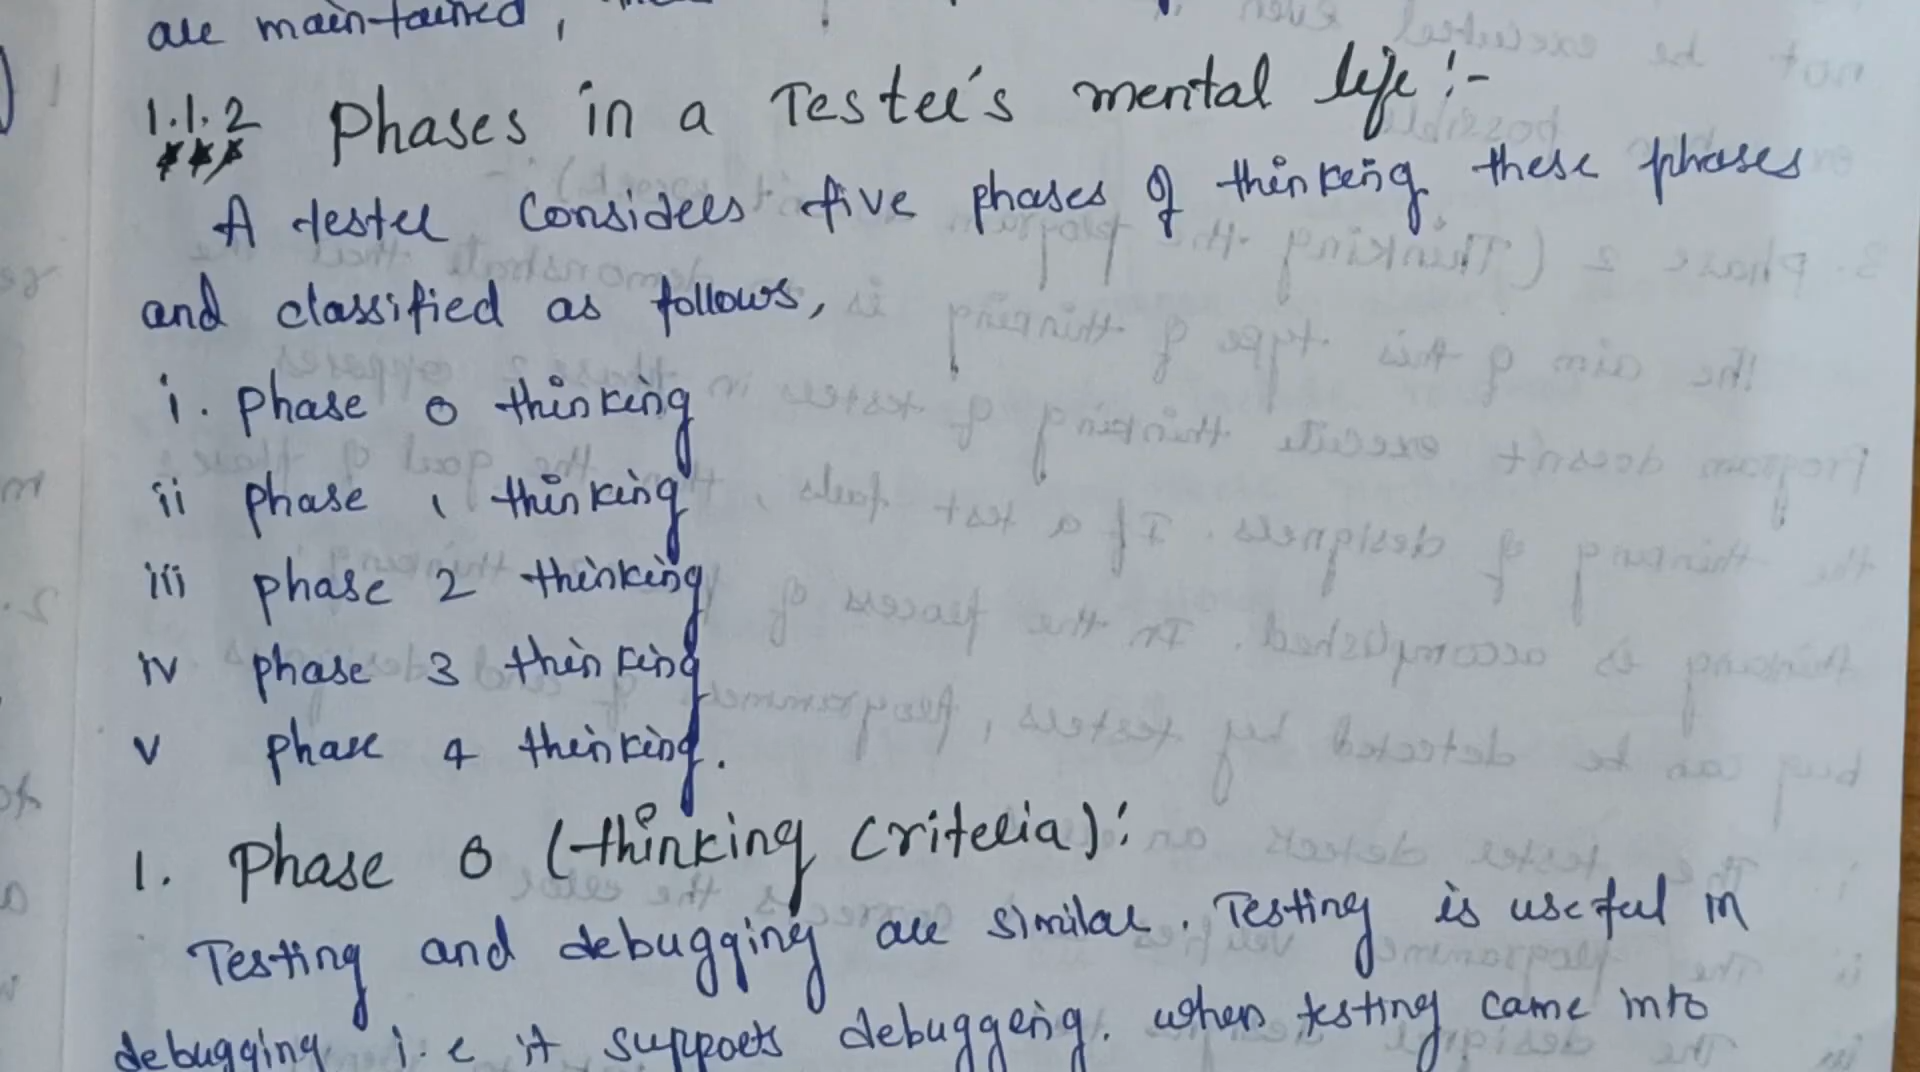 are maintained,
1.1.2 Phases in a Tester's mental life:-
A tester considers five phases of thinking these phases
and classified as follows,
i. phase 0 thinking
ii phase 1 thinking
iii phase 2 thinking
iv phase 3 thinking
v phase 4 thinking.
1. Phase 0 (thinking Criteria):
Testing and debugging are similar. Testing is useful in
debugging i.e it supports debugging. when testing came into